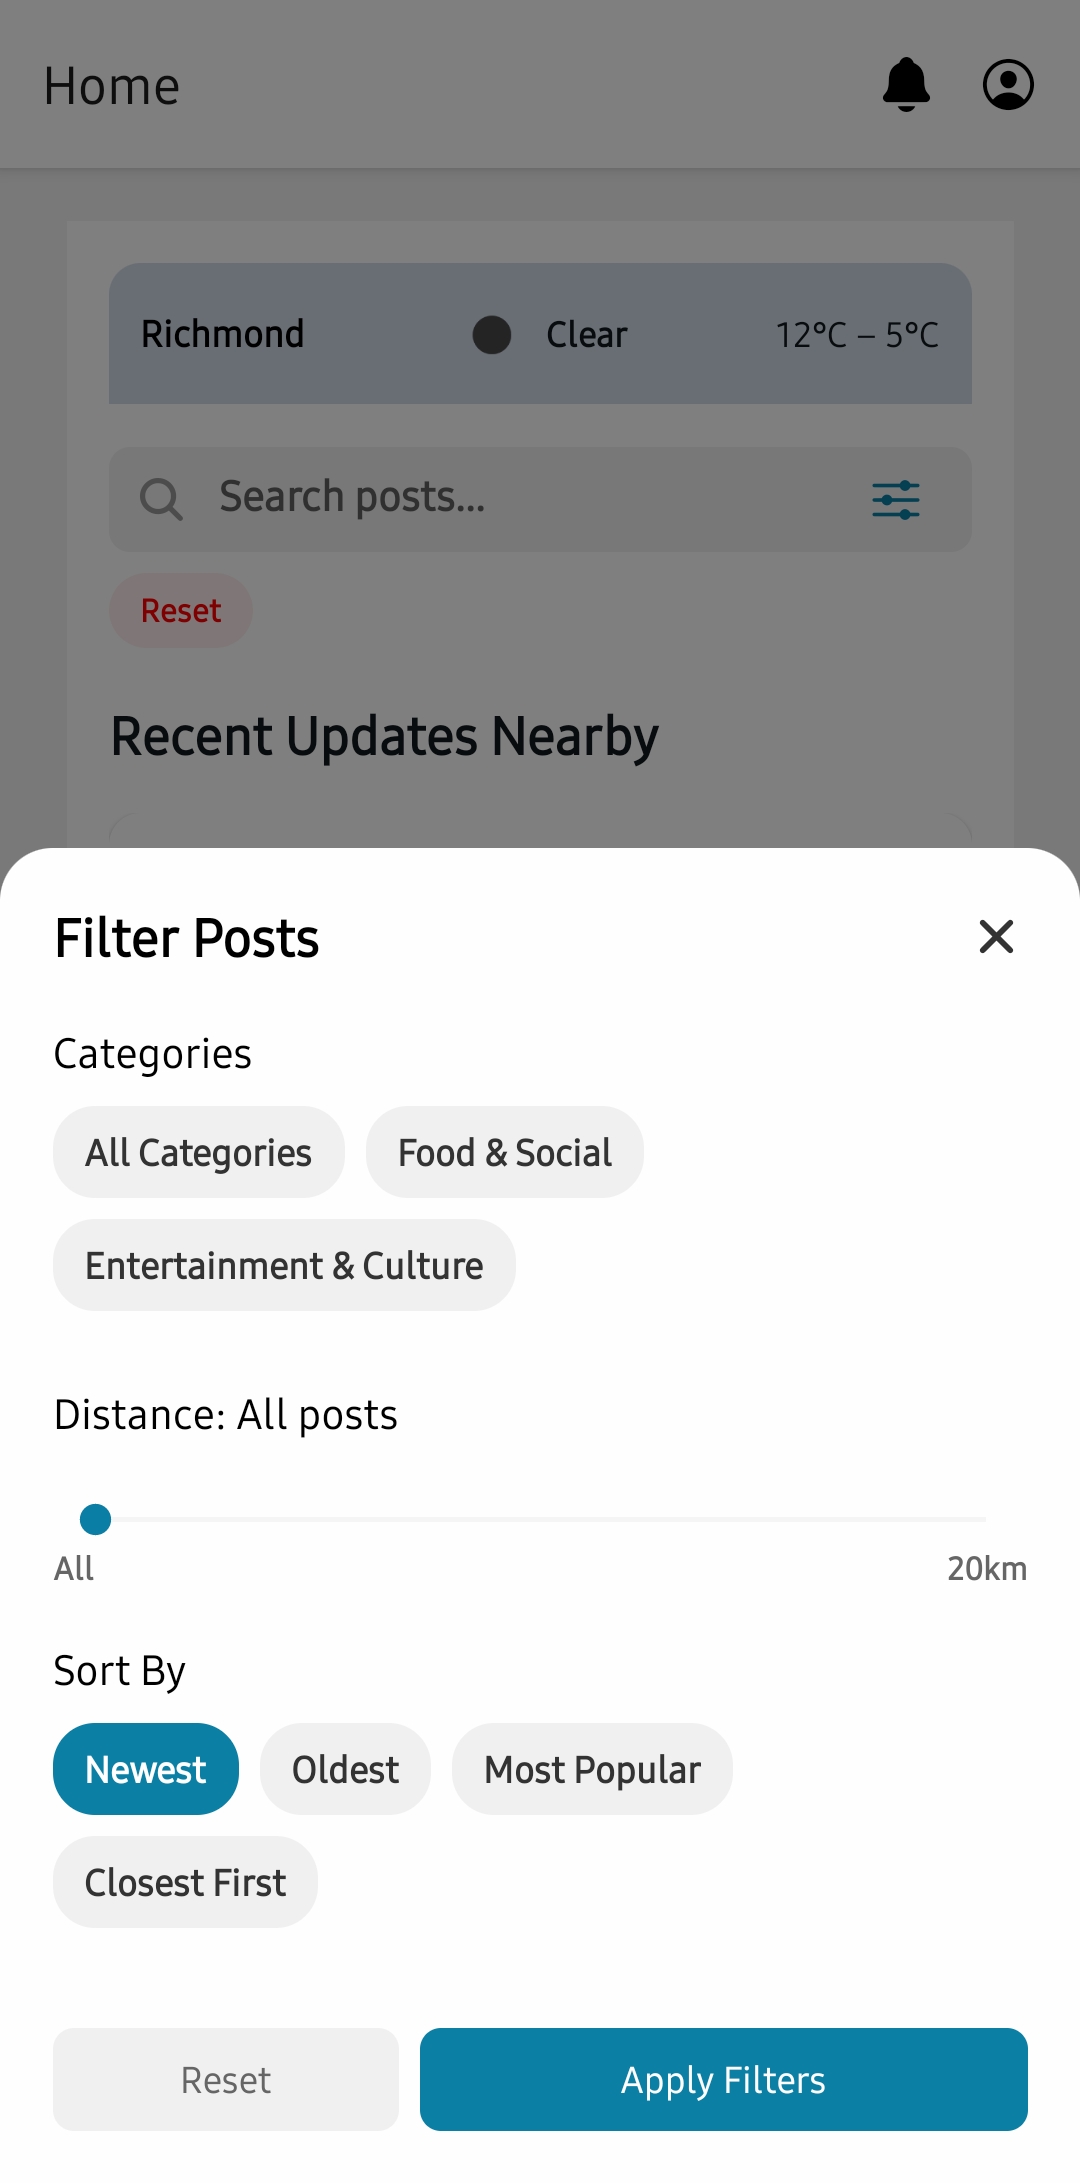 Home
Richmond Clear 12°C – 5°C
Search posts...
Reset
Recent Updates Nearby
Filter Posts
Categories
All Categories Food & Social
Entertainment & Culture
Distance: All posts
All 20km
Sort By
Newest Oldest Most Popular
Closest First
Reset Apply Filters